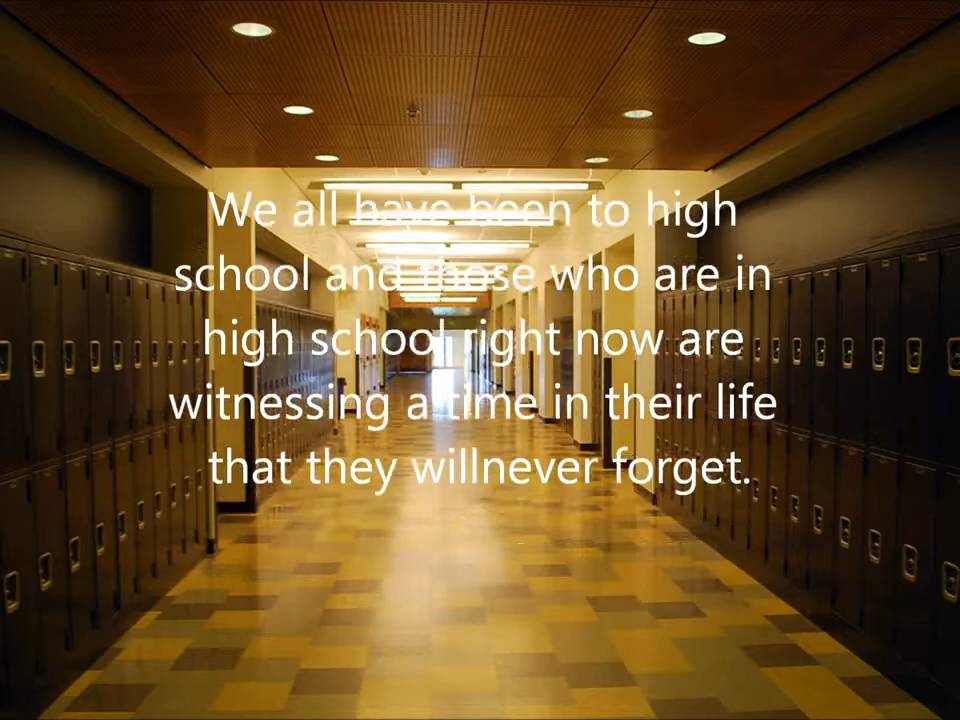 We all have been to high
school and those who are in
high school right now are
witnessing a time in their life
that they willnever forget.